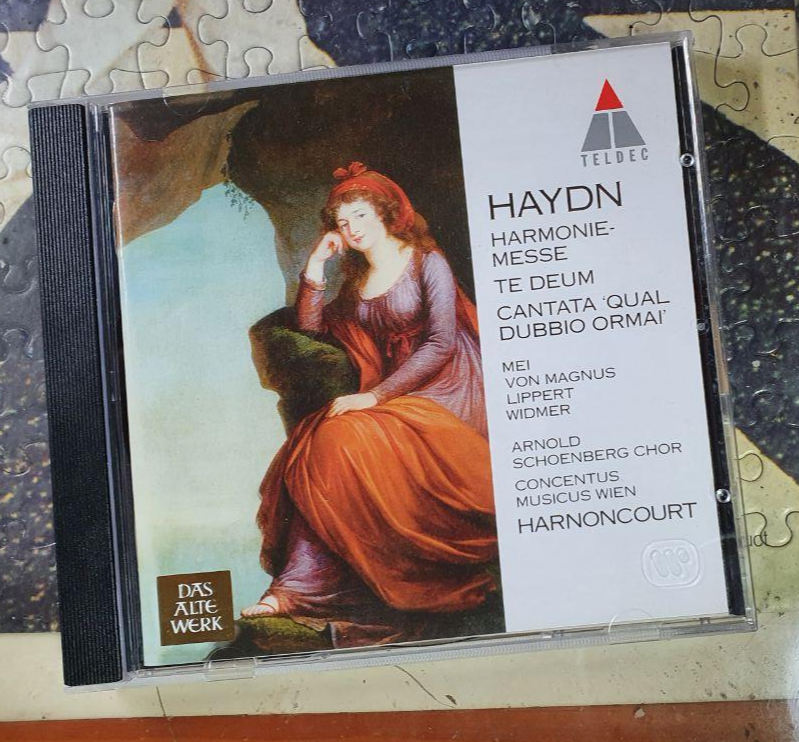 TELDEC
HAYDN
HARMONIE-
MESSE
TE DEUM
CANTATA ‘QUAL
DUBBIO ORMAI’
MEI
VON MAGNUS
LIPPERT
WIDMER
ARNOLD
SCHOENBERG CHOR
CONCENTUS
MUSICUS WIEN
HARNONCOURT
DAS
ALTE
WERK